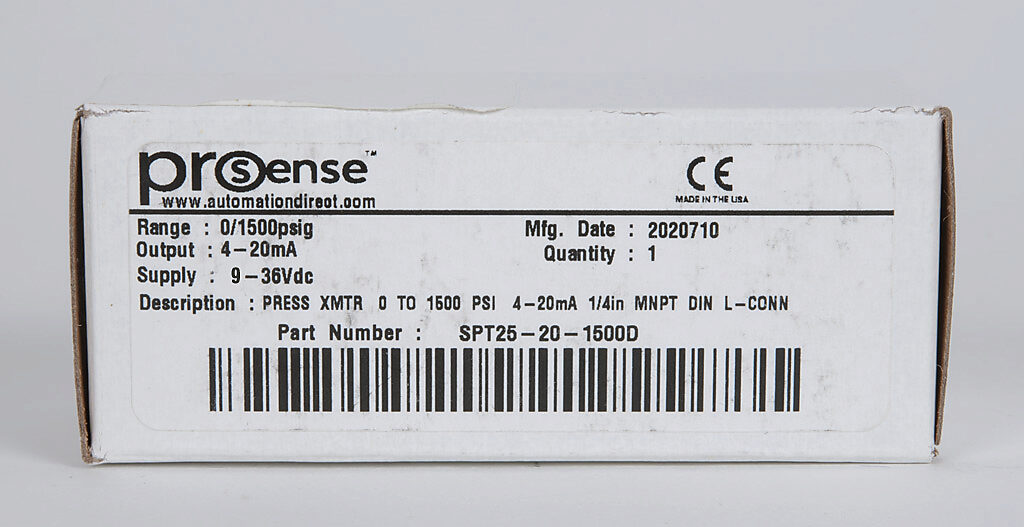 prosense™
CE
www.automationdirect.com
MADE IN THE USA
Range : 0/1500psig
Mfg. Date : 2020710
Output : 4-20mA
Quantity : 1
Supply : 9-36Vdc
Description : PRESS XMTR 0 TO 1500 PSI 4-20mA 1/4in MNPT DIN L-CONN
Part Number : SPT25-20-1500D